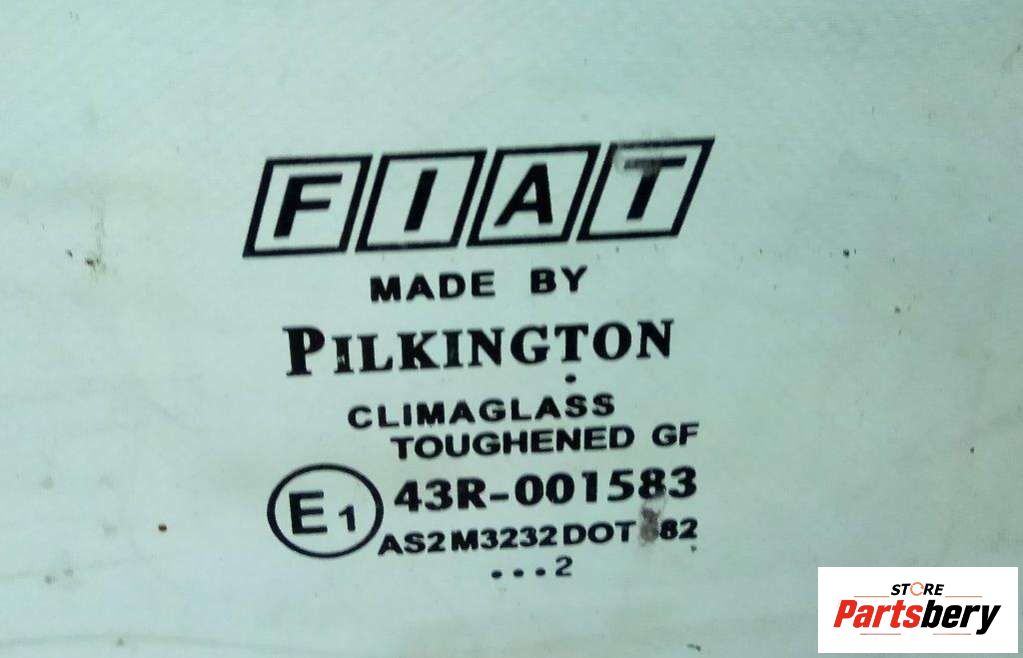 FIAT
MADE BY
PILKINGTON
CLIMAGLASS
TOUGHENED GF
E1 43R-001583
AS2 M3232 DOT
...2
STORE
Partsbery